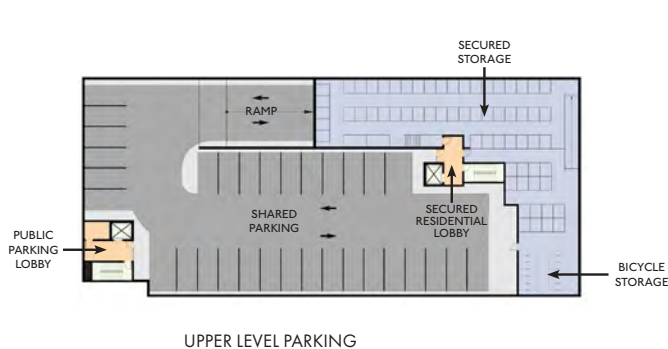 SECURED
STORAGE
RAMP
SHARED
PARKING
SECURED
RESIDENTIAL
LOBBY
PUBLIC
PARKING
LOBBY
BICYCLE
STORAGE
UPPER LEVEL PARKING